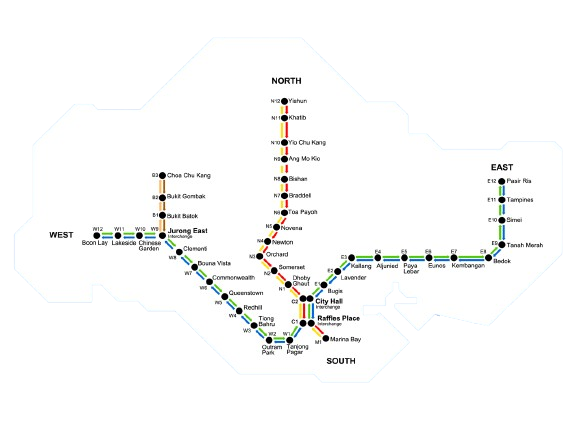 NORTH
N12 Yishun
N11 Khatib
N10 Yio Chu Kang
N9 Ang Mo Kio
N8 Bishan
N7 Braddell
N6 Toa Payoh
N5 Novena
N4 Newton
N3 Orchard
N2 Somerset
N1 Dhoby
Ghaut
B3 Choa Chu Kang
B2 Bukit Gombak
B1 Bukit Batok
WEST
W12 W11 W10 W9
Boon Lay Lakeside Chinese
Garden
Jurong East
Interchange
W8 Clementi
W7 Bouna Vista
W6 Commonwealth
W5 Queenstown
W4 Redhill
W3 Tiong
Bahru
W2 Outram
Park
W1 Tanjong
Pagar
C2 City Hall
Interchange
C1 Raffles Place
Interchange
M1 Marina Bay
SOUTH
E1 Bugis
E2 Lavender
E3 Kallang
E4 Aljunied
E5 Paya
Lebar
E6 Eunos
E7 Kembangan
E8 Bedok
E9 Tanah Merah
E10 Simei
E11 Tampines
E12 Pasir Ris
EAST